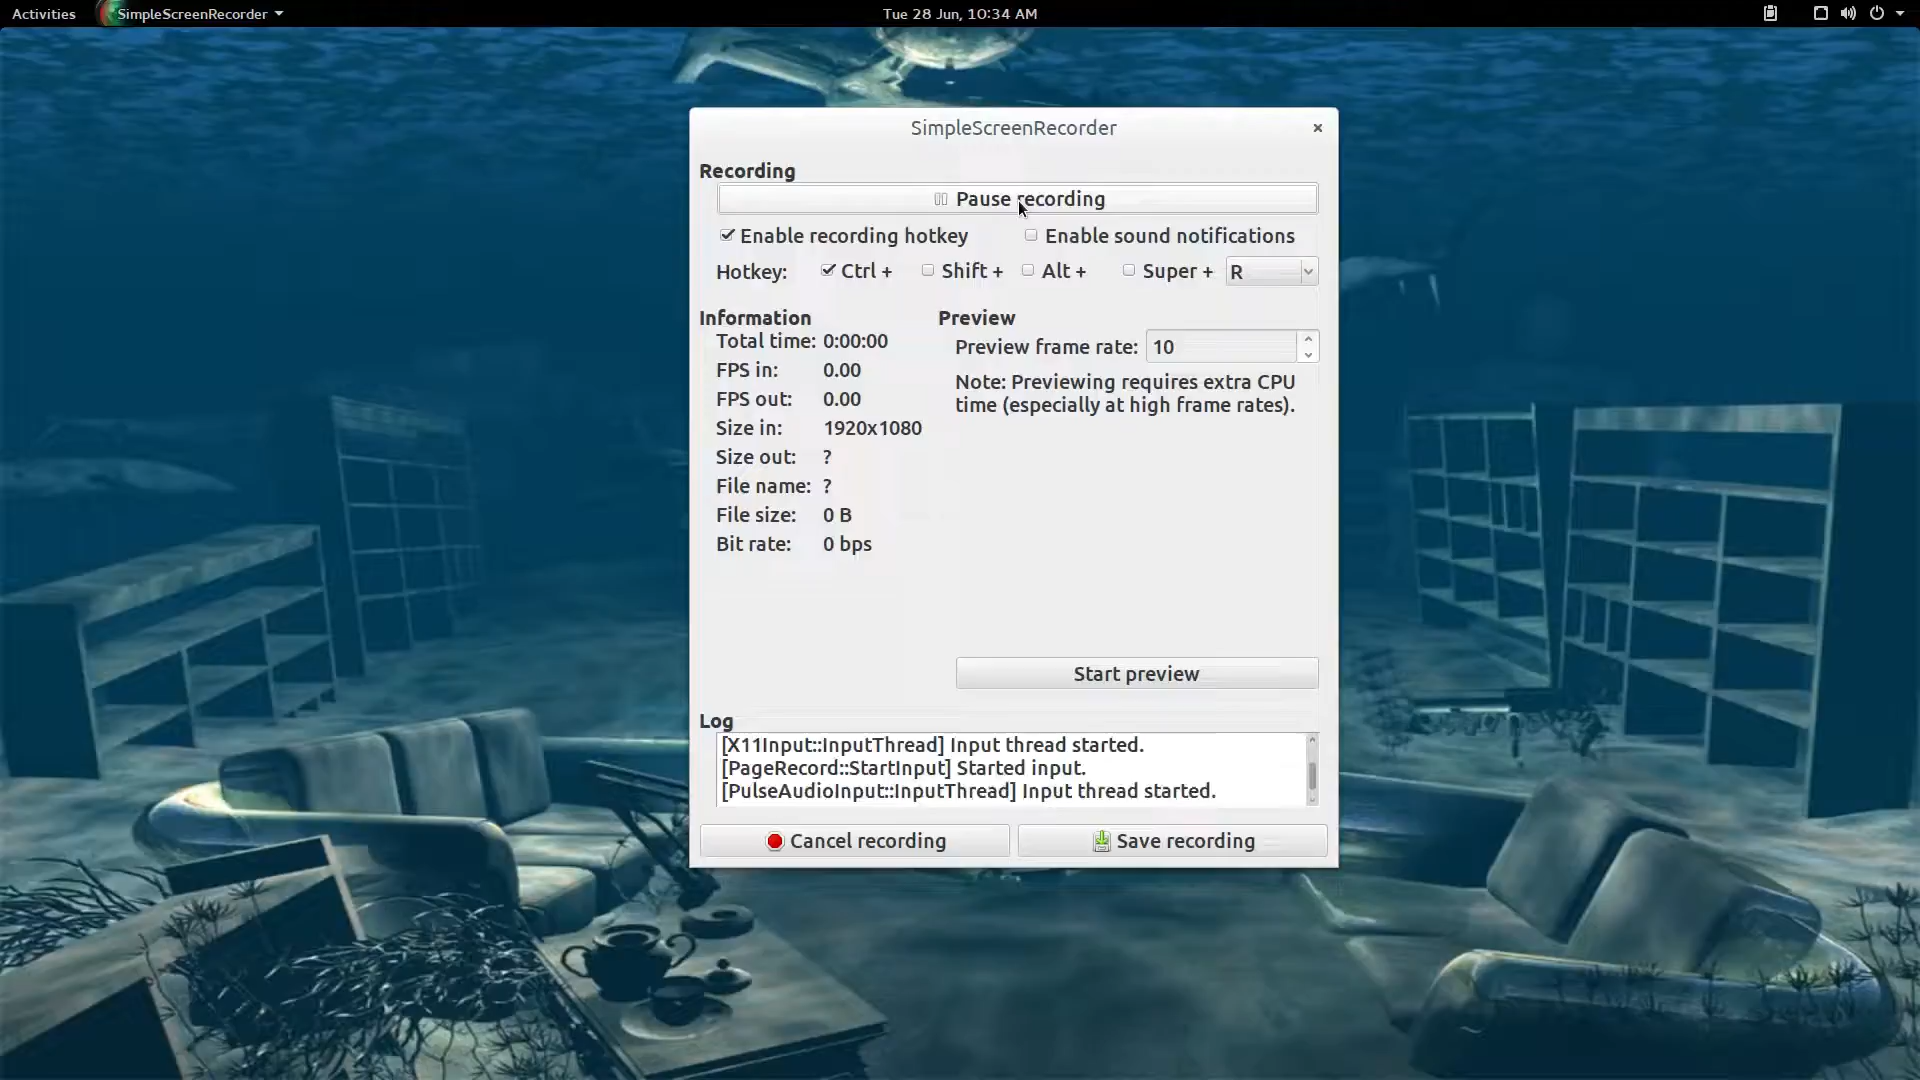 Activities SimpleScreenRecorder Tue 28 Jun, 10:34 AM
SimpleScreenRecorder ×
Recording
Pause recording
Enable recording hotkey Enable sound notifications
Hotkey: Ctrl + Shift + Alt + Super + R
Information
Total time: 0:00:00
FPS in: 0.00
FPS out: 0.00
Size in: 1920x1080
Size out: ?
File name: ?
File size: 0 B
Bit rate: 0 bps
Preview
Preview frame rate: 10
Note: Previewing requires extra CPU
time (especially at high frame rates).
Start preview
Log
[X11Input::InputThread] Input thread started.
[PageRecord::StartInput] Started input.
[PulseAudioInput::InputThread] Input thread started.
Cancel recording Save recording